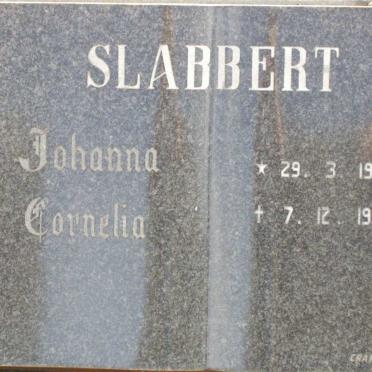 SLABBERT
Johanna * 29. 3. 19
Cornelia † 7. 12. 19